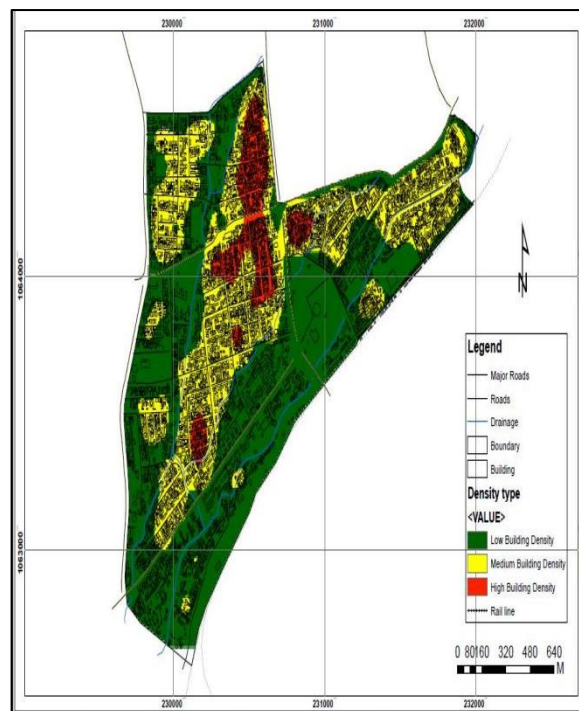 230000 231000 232000
1064000
N
Legend
Major Roads
Roads
Drainage
Boundary
Building
Density type
<VALUE>
Low Building Density
Medium Building Density
High Building Density
Rail line
1063000
0 80160 320 480 640
M
230000 231000 232000